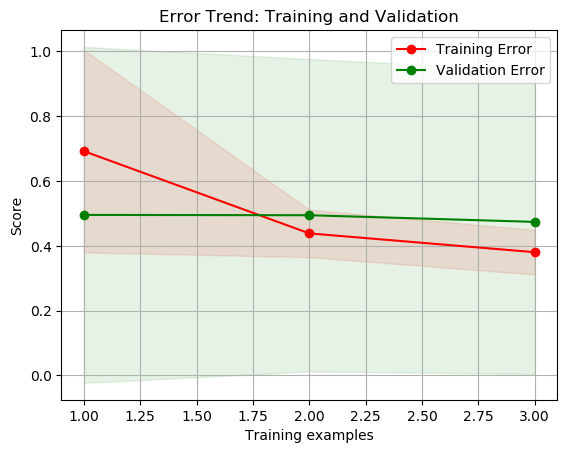 Error Trend: Training and Validation
Training Error
Validation Error
Score
1.0
0.8
0.6
0.4
0.2
0.0
1.00 1.25 1.50 1.75 2.00 2.25 2.50 2.75 3.00
Training examples